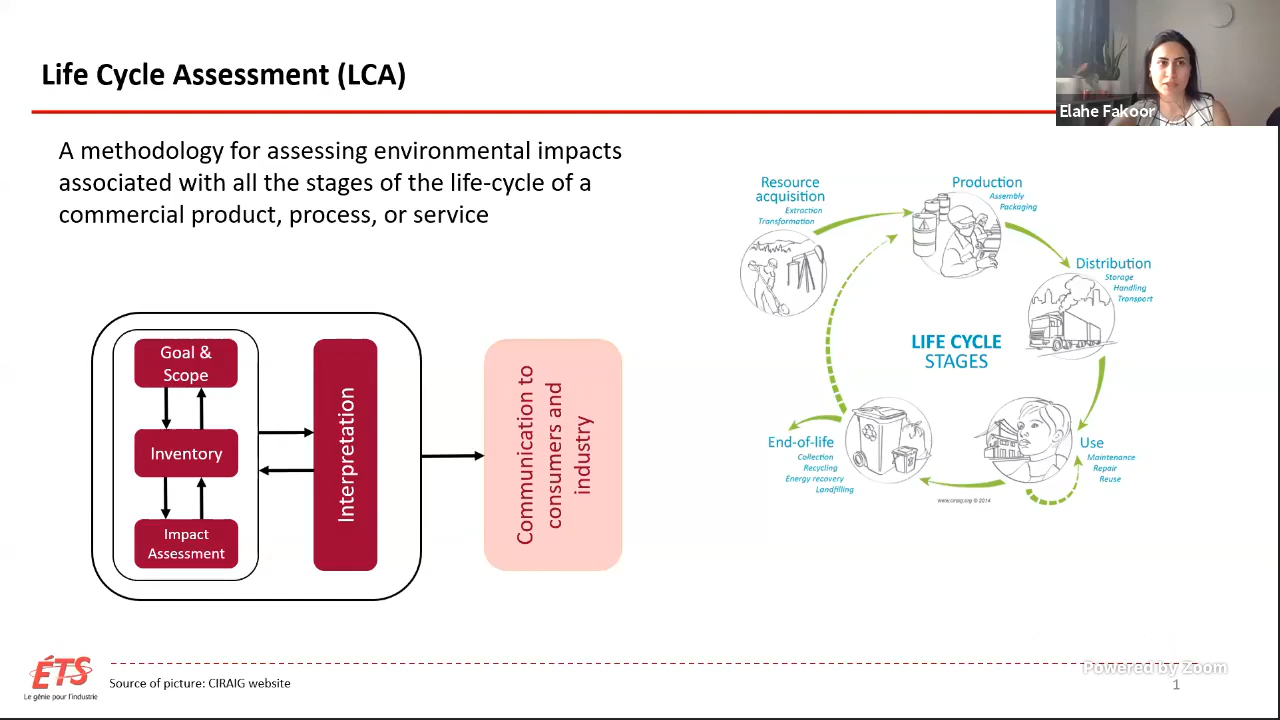 Life Cycle Assessment (LCA)
Elahe Fakoor
A methodology for assessing environmental impacts
associated with all the stages of the life-cycle of a
commercial product, process, or service
Goal &
Scope
Inventory
Impact
Assessment
Interpretation
Communication to
consumers and
industry
Resource
acquisition
Extraction
Transformation
Production
Assembly
Packaging
Distribution
Storage
Handling
Transport
LIFE CYCLE
STAGES
Use
Maintenance
Repair
Reuse
End-of-life
Collection
Recycling
Energy recovery
Landfilling
www.ciraig.org © 2014
ÉTS
Le génie pour l'industrie
Source of picture: CIRAIG website
Powered by Zoom
1